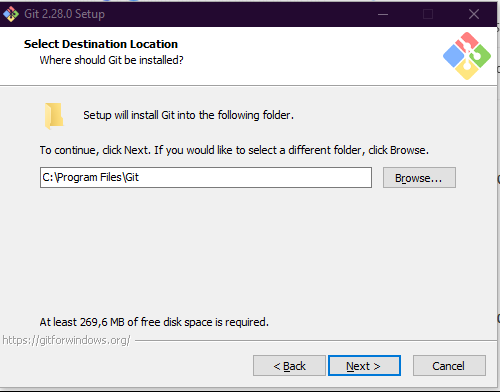 Git 2.28.0 Setup
Select Destination Location
Where should Git be installed?
Setup will install Git into the following folder.
To continue, click Next. If you would like to select a different folder, click Browse.
C:\Program Files\Git
Browse...
At least 269,6 MB of free disk space is required.
https://gitforwindows.org/
< Back
Next >
Cancel